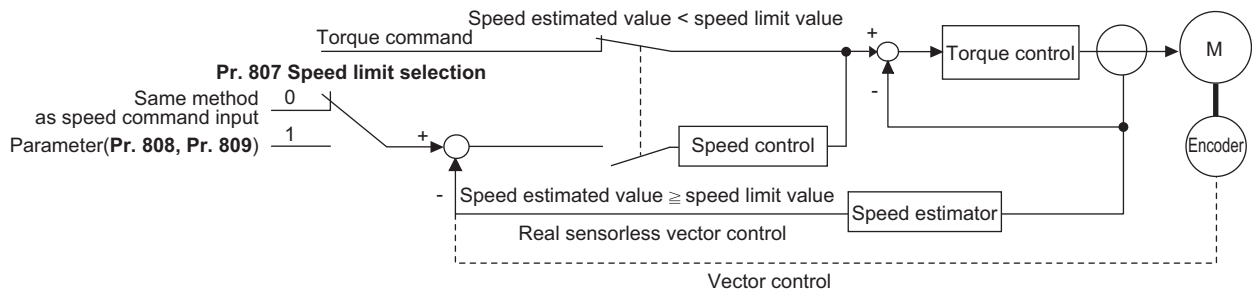 Speed estimated value < speed limit value
Torque command
+
Torque control
M
-
Pr. 807 Speed limit selection
Same method
as speed command input
0
1
Parameter(Pr. 808, Pr. 809)
+
Speed control
Encoder
-
Speed estimated value ≧ speed limit value
Speed estimator
Real sensorless vector control
Vector control